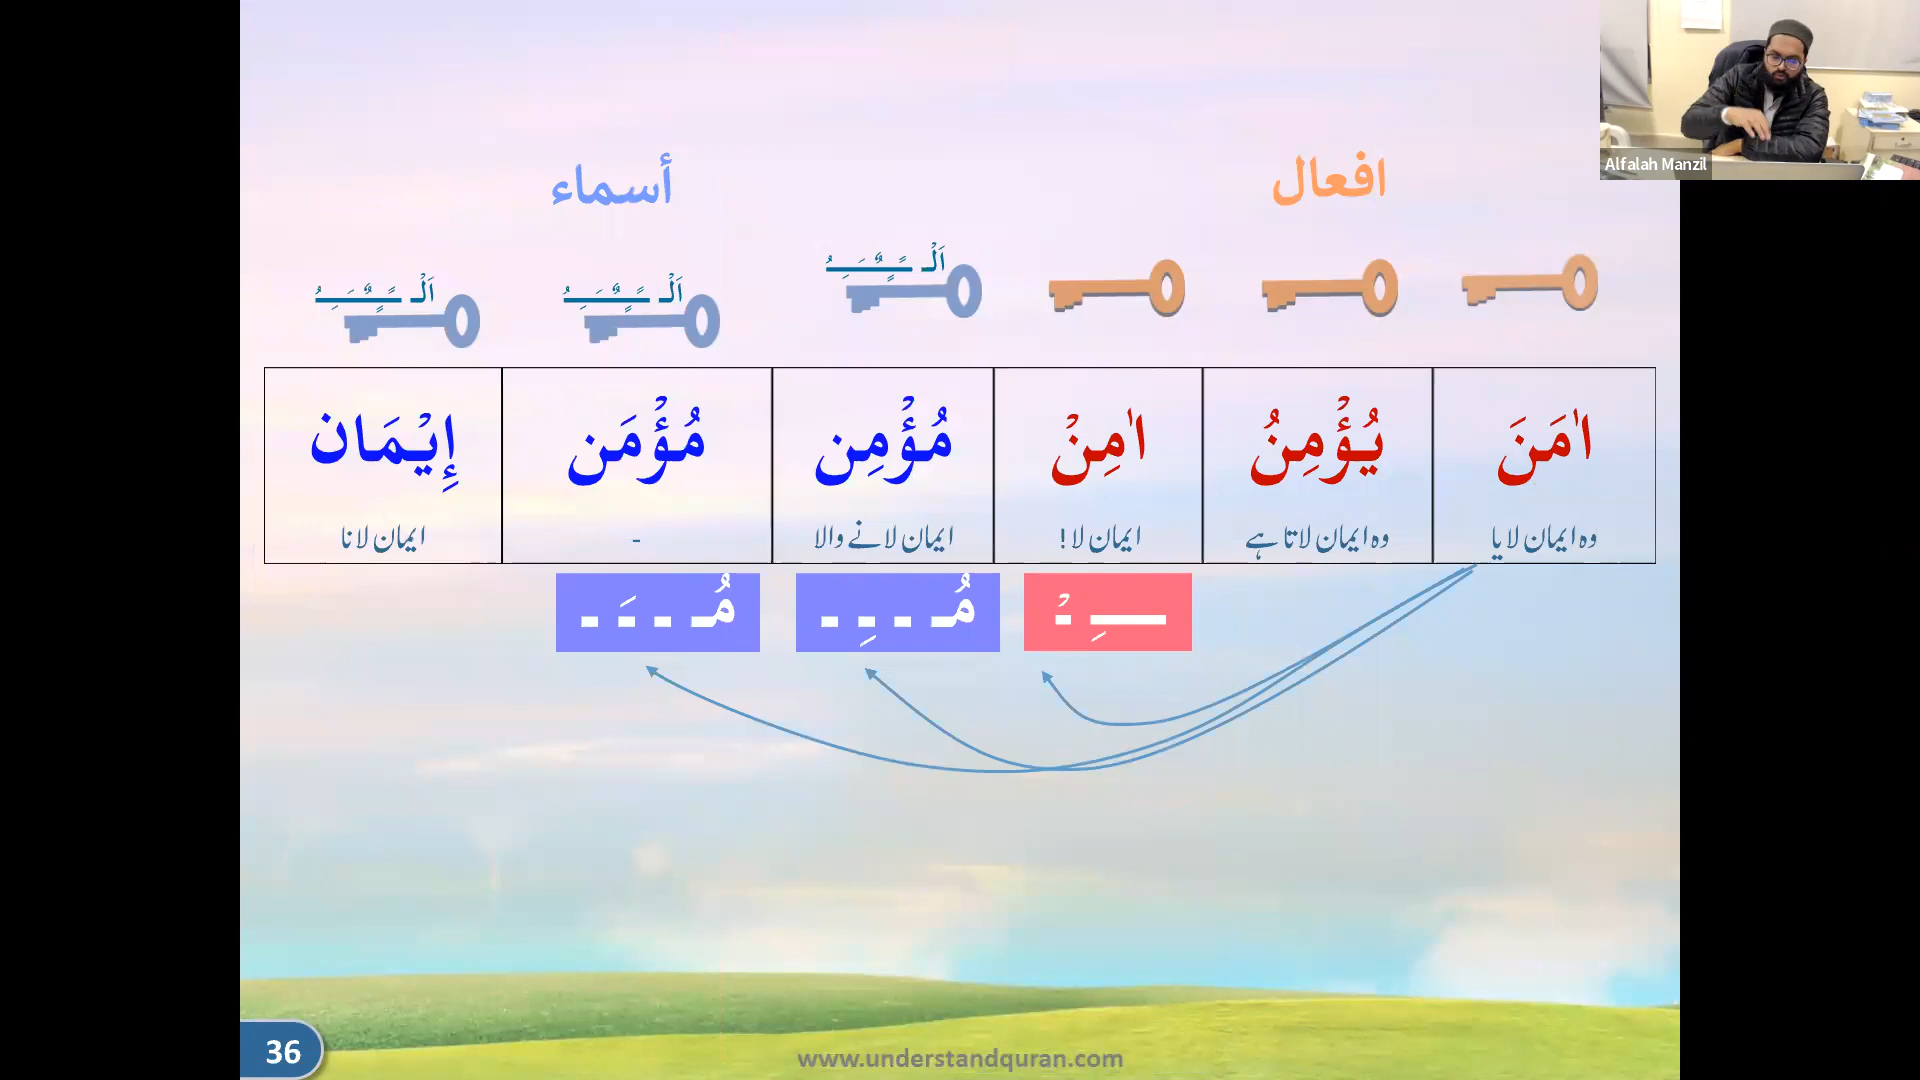 Alfalah Manzil
افعال
أسماء
اَلْـ ـَـُـِـًـٌـٍ
اَلْـ ـَـُـِـًـٌـٍ
اَلْـ ـَـُـِـًـٌـٍ
اٰمَنَ يُؤْمِنُ اٰمِنْ مُؤْمِن مُؤْمَن إِيْمَان
وہ ایمان لایا وہ ایمان لاتا ہے ایمان لا! ایمان لانے والا - ایمان لانا
ـــِـ ـْ مُـ ـ ـِ ـ مُـ ـ ـَ ـ
36
www.understandquran.com